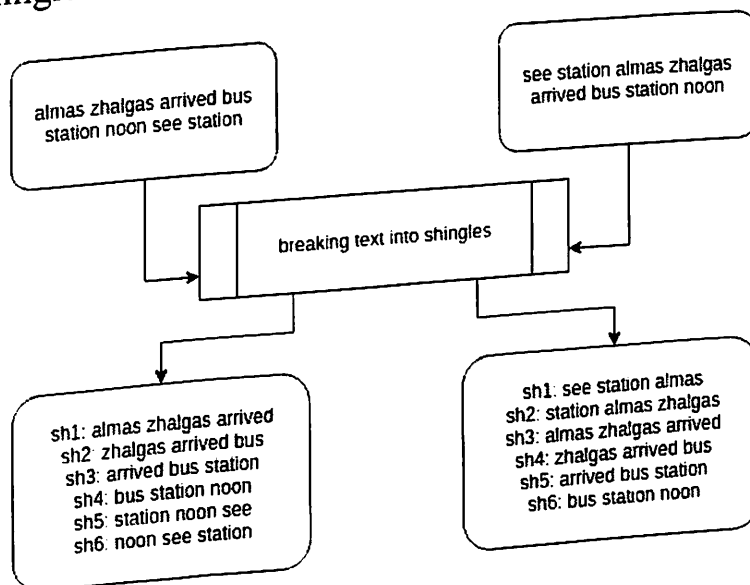 almas zhalgas arrived bus
station noon see station
see station almas zhalgas
arrived bus station noon
breaking text into shingles
sh1: almas zhalgas arrived
sh2: zhalgas arrived bus
sh3: arrived bus station
sh4: bus station noon
sh5: station noon see
sh6: noon see station
sh1: see station almas
sh2: station almas zhalgas
sh3: almas zhalgas arrived
sh4: zhalgas arrived bus
sh5: arrived bus station
sh6: bus station noon